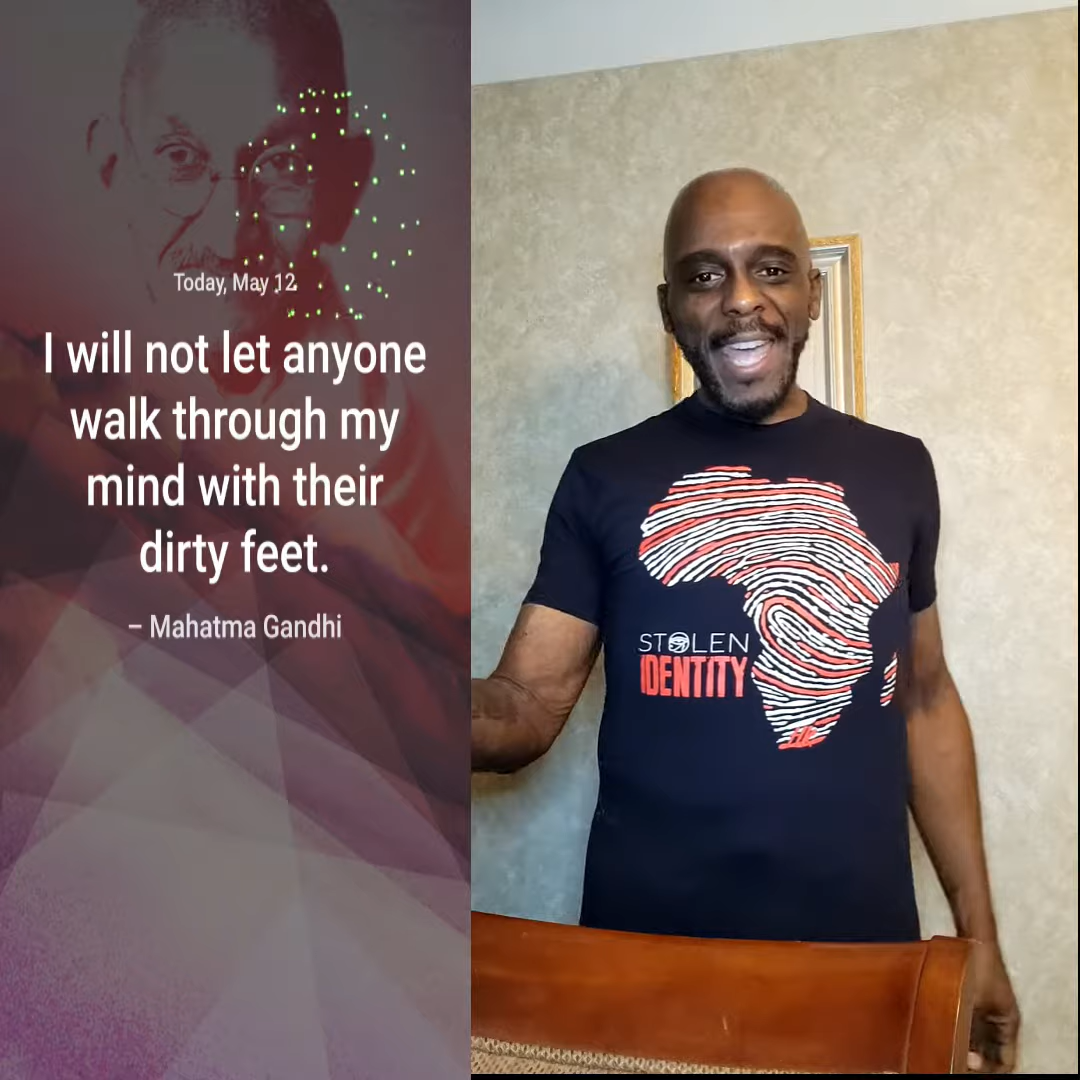 Today, May 12
I will not let anyone
walk through my
mind with their
dirty feet.
– Mahatma Gandhi
STOLEN
IDENTITY